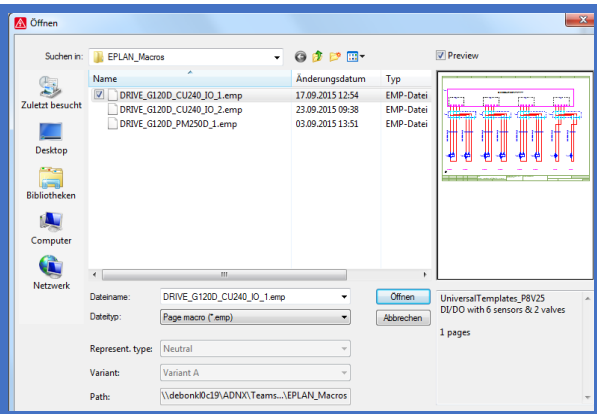 Öffnen
Suchen in: EPLAN_Macros
Preview
Zuletzt besucht
Desktop
Bibliotheken
Computer
Netzwerk
Name Änderungsdatum Typ
DRIVE_G120D_CU240_IO_1.emp 17.09.2015 12:54 EMP-Datei
DRIVE_G120D_CU240_IO_2.emp 23.09.2015 09:38 EMP-Datei
DRIVE_G120D_PM250D_1.emp 03.09.2015 13:51 EMP-Datei
Dateiname: DRIVE_G120D_CU240_IO_1.emp Öffnen
Dateityp: Page macro (*.emp) Abbrechen
Represent. type: Neutral
Variant: Variant A
Path: \\debonkl0c19\ADNX\Teams...\EPLAN_Macros
UniversalTemplates_P8V25
DI/DO with 6 sensors & 2 valves
1 pages